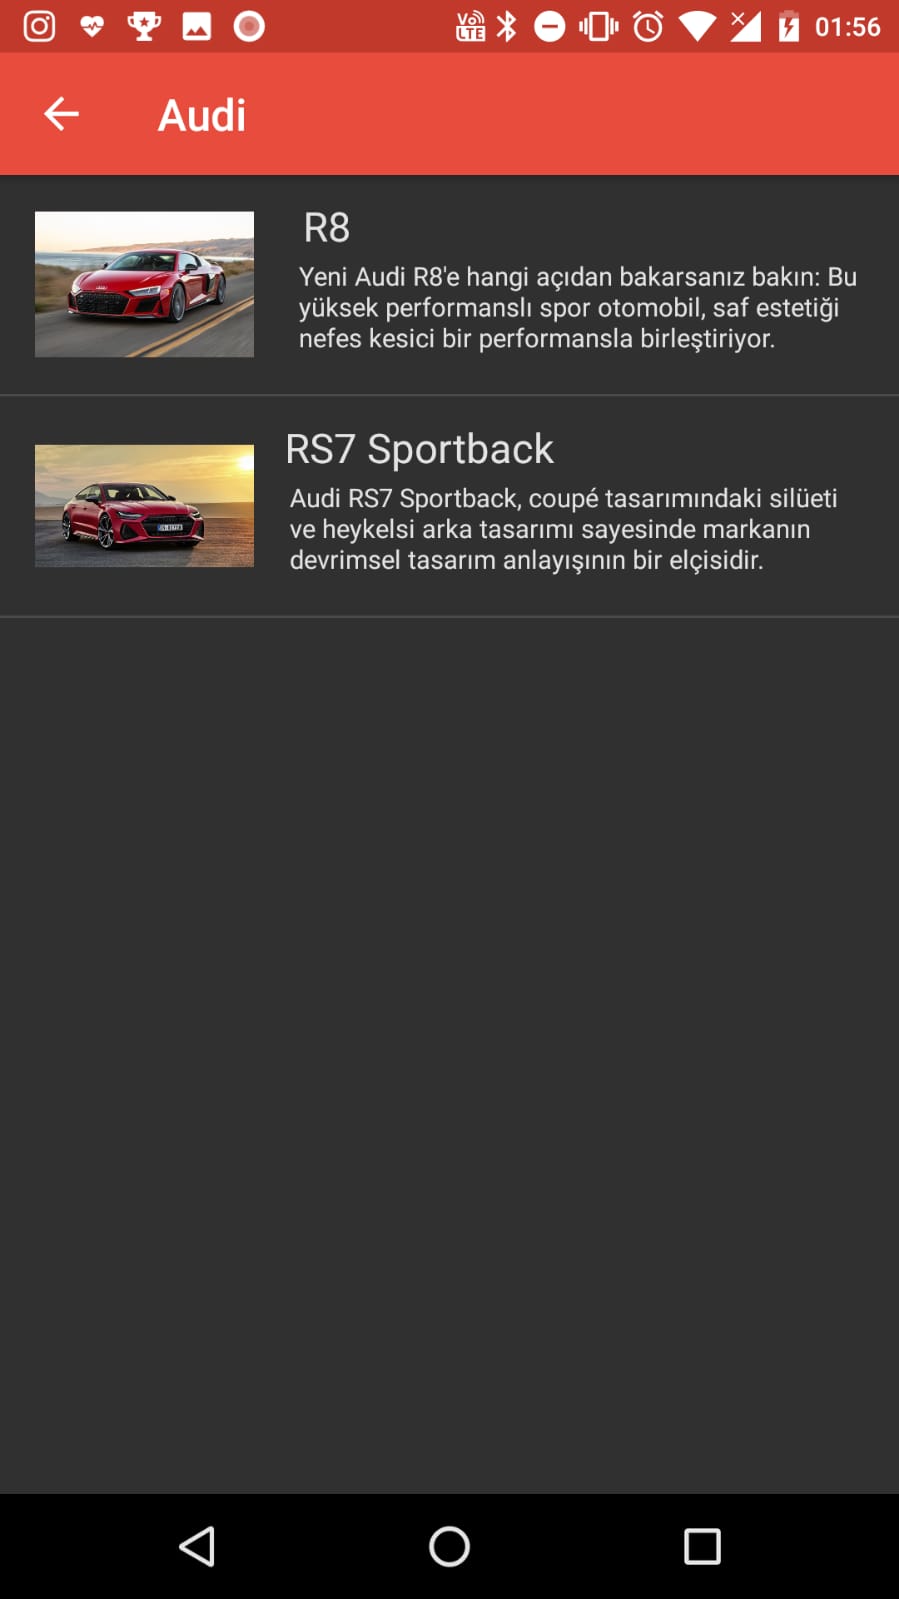 Vo LTE 01:56
Audi
R8
Yeni Audi R8'e hangi açıdan bakarsanız bakın: Bu
yüksek performanslı spor otomobil, saf estetiği
nefes kesici bir performansla birleştiriyor.
RS7 Sportback
Audi RS7 Sportback, coupé tasarımındaki silüeti
ve heykelsi arka tasarımı sayesinde markanın
devrimsel tasarım anlayışının bir elçisidir.